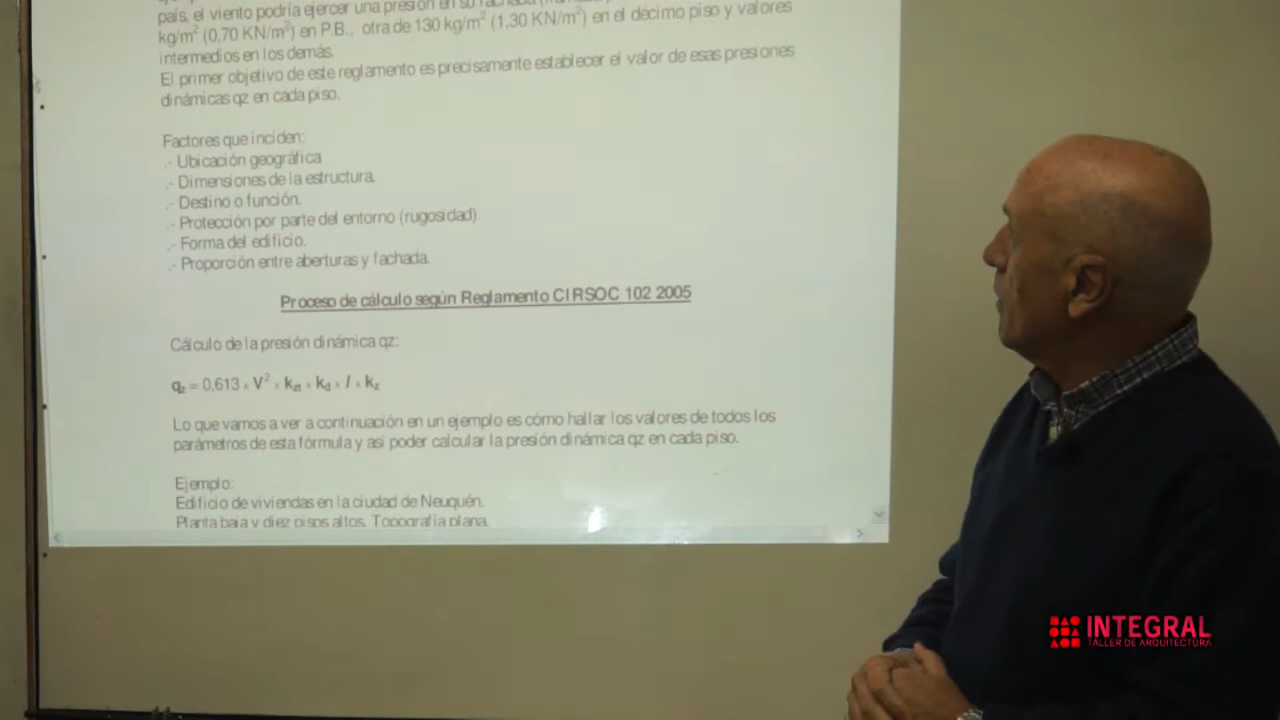 país, el viento podría ejercer una presión en su fachada
kg/m² (0,70 KN/m²) en P.B., otra de 130 kg/m² (1,30 KN/m²) en el décimo piso y valores
intermedios en los demás.
El primer objetivo de este reglamento es precisamente establecer el valor de esas presiones
dinámicas qz en cada piso.
Factores que inciden:
.- Ubicación geográfica
.- Dimensiones de la estructura.
.- Destino o función.
.- Protección por parte del entorno (rugosidad)
.- Forma del edificio.
.- Proporción entre aberturas y fachada.
Proceso de cálculo según Reglamento CIRSOC 102 2005
Cálculo de la presión dinámica qz:
qz = 0,613 x V² x kzt x kd x I x kz
Lo que vamos a ver a continuación en un ejemplo es cómo hallar los valores de todos los
parámetros de esta fórmula y así poder calcular la presión dinámica qz en cada piso.
Ejemplo:
Edificio de viviendas en la ciudad de Neuquén.
Planta baja y diez pisos altos. Topografía plana.
INTEGRAL
TALLER DE ARQUITECTURA